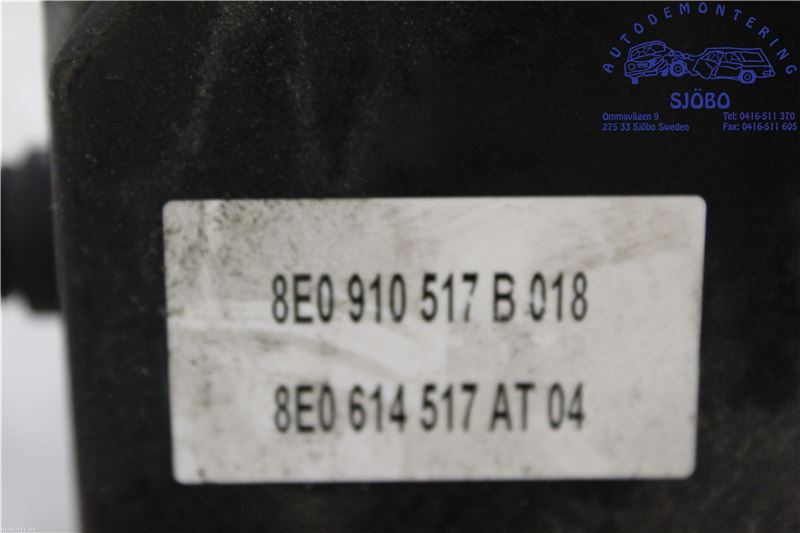 AUTODEMONTERING
SJÖBO
Ommavägen 9
275 33 Sjöbo Sweden
Tel: 0416-511 370
Fax: 0416-511 605
8E0 910 517 B 018
8E0 614 517 AT 04